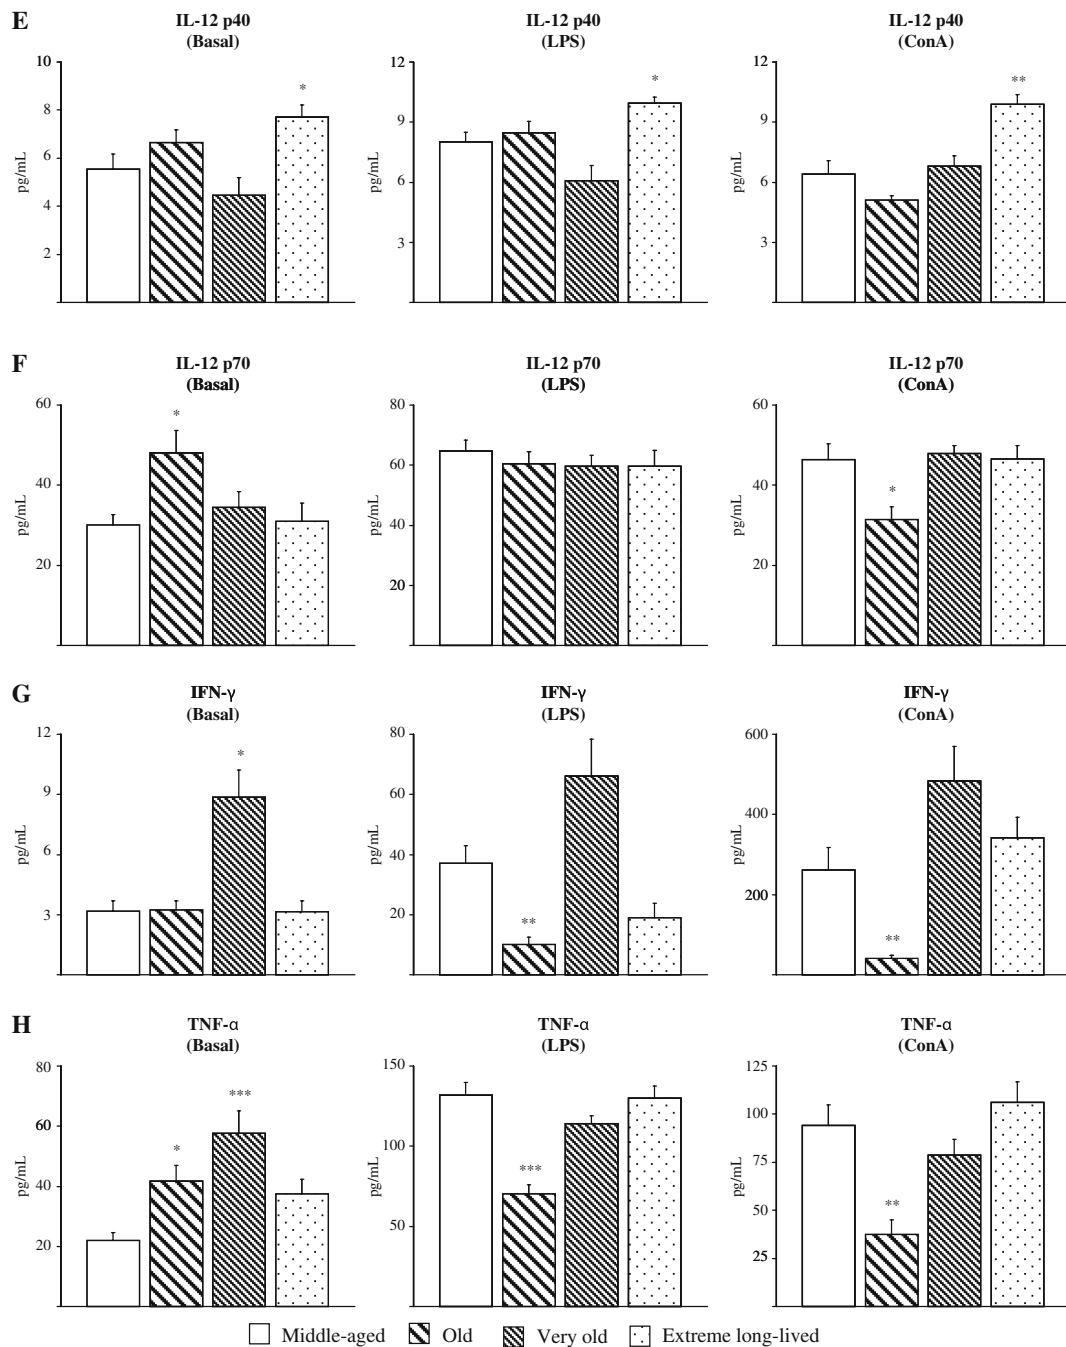 E
IL-12 p40
(Basal)
10
8
6
4
2
pg/mL
*
IL-12 p40
(LPS)
12
9
6
3
pg/mL
*
IL-12 p40
(ConA)
12
9
6
3
pg/mL
**
F
IL-12 p70
(Basal)
60
40
20
pg/mL
*
IL-12 p70
(LPS)
80
60
40
20
pg/mL
IL-12 p70
(ConA)
60
40
20
pg/mL
*
G
IFN-γ
(Basal)
12
9
6
3
pg/mL
*
IFN-γ
(LPS)
80
60
40
20
pg/mL
**
IFN-γ
(ConA)
600
400
200
pg/mL
**
H
TNF-α
(Basal)
80
60
40
20
pg/mL
*
***
TNF-α
(LPS)
150
100
50
pg/mL
***
TNF-α
(ConA)
125
100
75
50
25
pg/mL
**
Middle-aged Old Very old Extreme long-lived